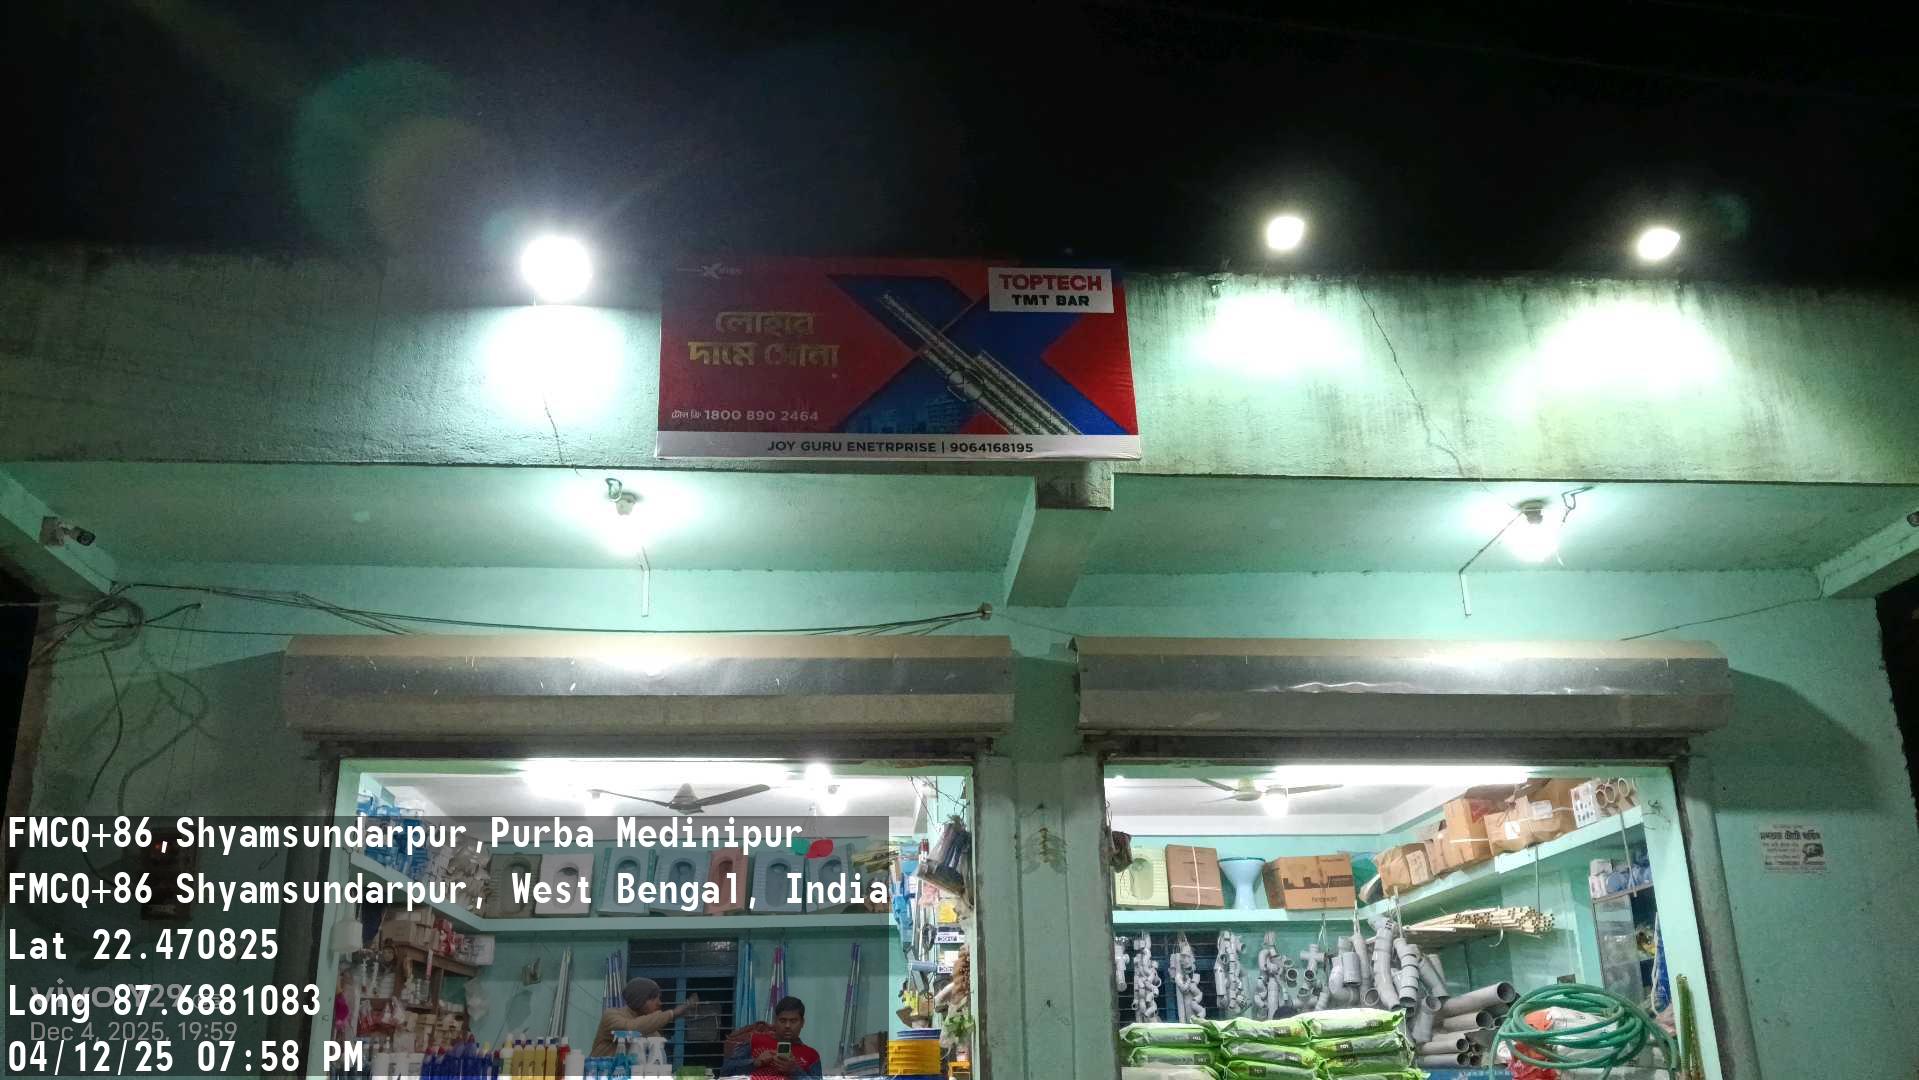 TOPTECH
TMT BAR
লোহার
দামে সোনা
টোল ফ্রি 1800 890 2464
JOY GURU ENETRPRISE | 9064168195
FMCQ+86,Shyamsundarpur,Purba Medinipur
FMCQ+86 Shyamsundarpur, West Bengal, India
Lat 22.470825
Long 87.6881083
04/12/25 07:58 PM
Dec 4, 2025, 19:59